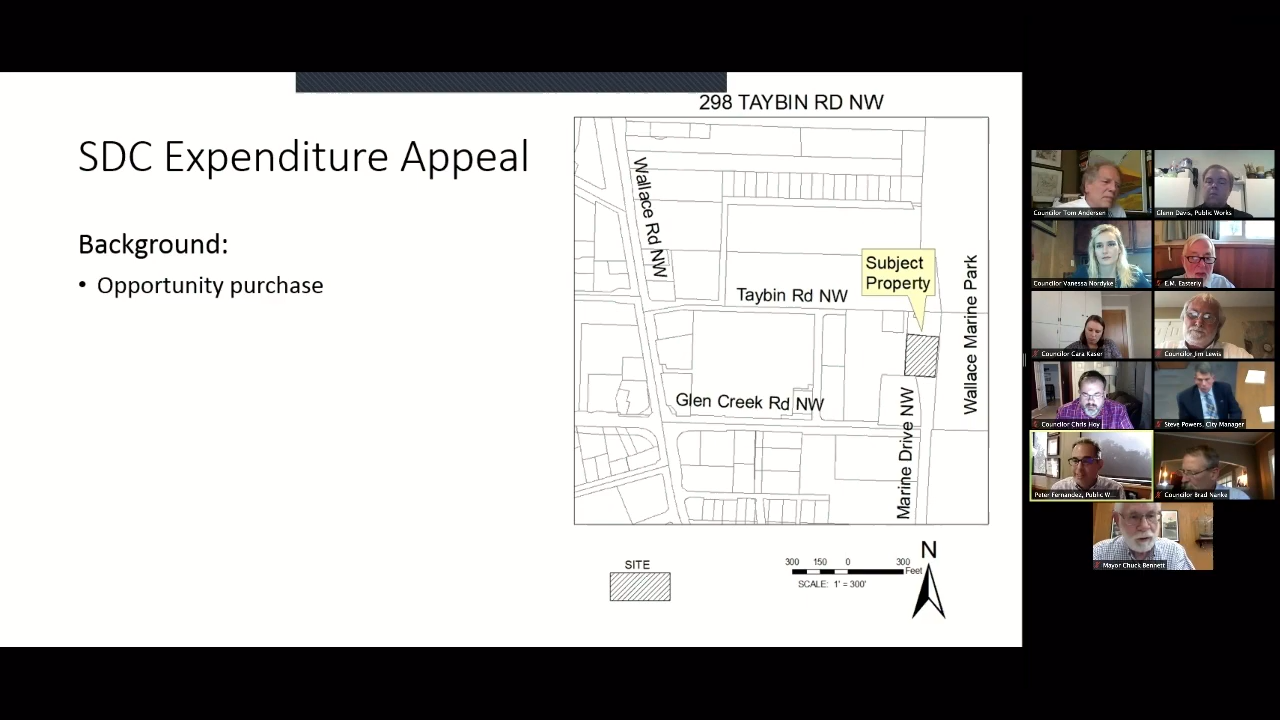 298 TAYBIN RD NW
SDC Expenditure Appeal
Background:
• Opportunity purchase
Wallace Rd NW
Subject
Property
Taybin Rd NW
Wallace Marine Park
Glen Creek Rd NW
Marine Drive NW
SITE
300 150 0 300
Feet
SCALE: 1' = 300'
N
Councilor Tom Andersen
Glenn Davis, Public Works
Councilor Vanessa Nordyke
E.M. Easterly
Councilor Cara Kaser
Councilor Jim Lewis
Councilor Chris Hoy
Steve Powers, City Manager
Peter Fernandez, Public W...
Councilor Brad Nanke
Mayor Chuck Bennett